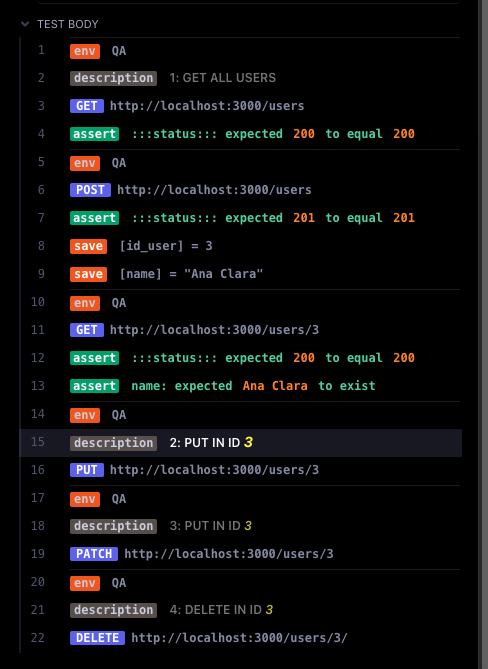 TEST BODY
1 env QA
2 description 1: GET ALL USERS
3 GET http://localhost:3000/users
4 assert :::status::: expected 200 to equal 200
5 env QA
6 POST http://localhost:3000/users
7 assert :::status::: expected 201 to equal 201
8 save [id_user] = 3
9 save [name] = "Ana Clara"
10 env QA
11 GET http://localhost:3000/users/3
12 assert :::status::: expected 200 to equal 200
13 assert name: expected Ana Clara to exist
14 env QA
15 description 2: PUT IN ID 3
16 PUT http://localhost:3000/users/3
17 env QA
18 description 3: PUT IN ID 3
19 PATCH http://localhost:3000/users/3
20 env QA
21 description 4: DELETE IN ID 3
22 DELETE http://localhost:3000/users/3/